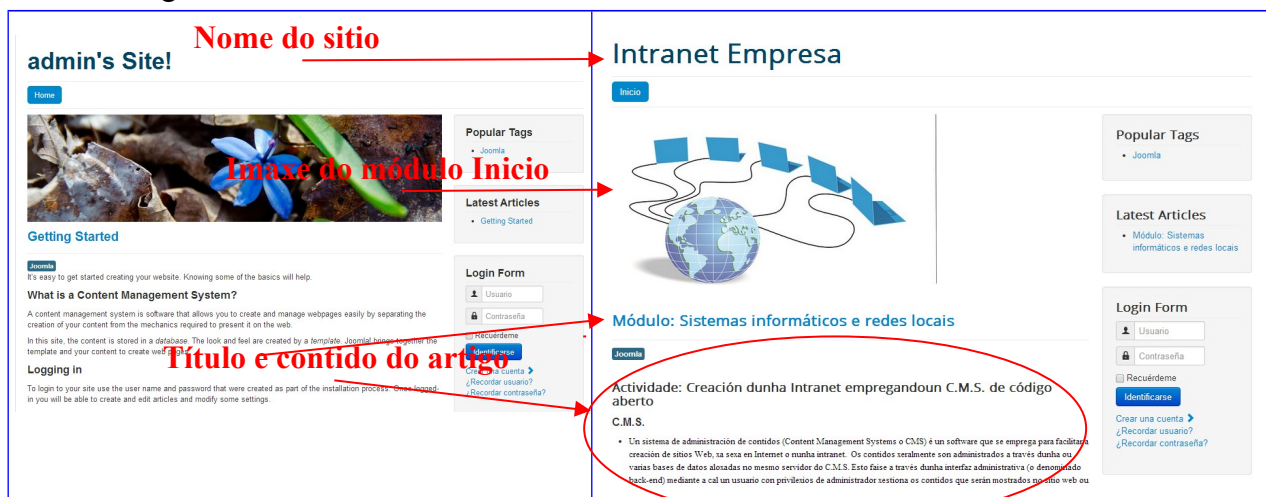 Nome do sitio
admin's Site!
Home
Imaxe do módulo Inicio
Getting Started
Joomla
It's easy to get started creating your website. Knowing some of the basics will help.
What is a Content Management System?
A content management system is software that allows you to create and manage webpages easily by separating the
creation of your content from the mechanics required to present it on the web.
In this site, the content is stored in a database. The look and feel are created by a template. Joomla! brings together the
template and your content to create web pages.
Título e contido do artigo
Logging in
To login to your site use the user name and password that were created as part of the installation process. Once logged-
in you will be able to create and edit articles and modify some settings.
Popular Tags
Joomla
Latest Articles
Getting Started
Login Form
Usuario
Contraseña
Recuérdeme
Identificarse
Crear una cuenta
¿Recordar usuario?
¿Recordar contraseña?
Intranet Empresa
Inicio
Módulo: Sistemas informáticos e redes locais
Joomla
Actividade: Creación dunha Intranet empregandoun C.M.S. de código
aberto
C.M.S.
Un sistema de administración de contidos (Content Management Systems o CMS) é un software que se emprega para facilitar a
creación de sitios Web, xa sexa en Internet o nunha intranet. Os contidos xeralmente son administrados a través dunha ou
varias bases de datos aloxadas no mesmo servidor do C.M.S. Esto faise a través dunha interfaz administrativa (o denominado
back-end) mediante a cal un usuario con privilexios de administrador xestiona os contidos que serán mostrados no sitio web ou
Popular Tags
Joomla
Latest Articles
Módulo: Sistemas
informáticos e redes locais
Login Form
Usuario
Contraseña
Recuérdeme
Identificarse
Crear una cuenta
¿Recordar usuario?
¿Recordar contraseña?